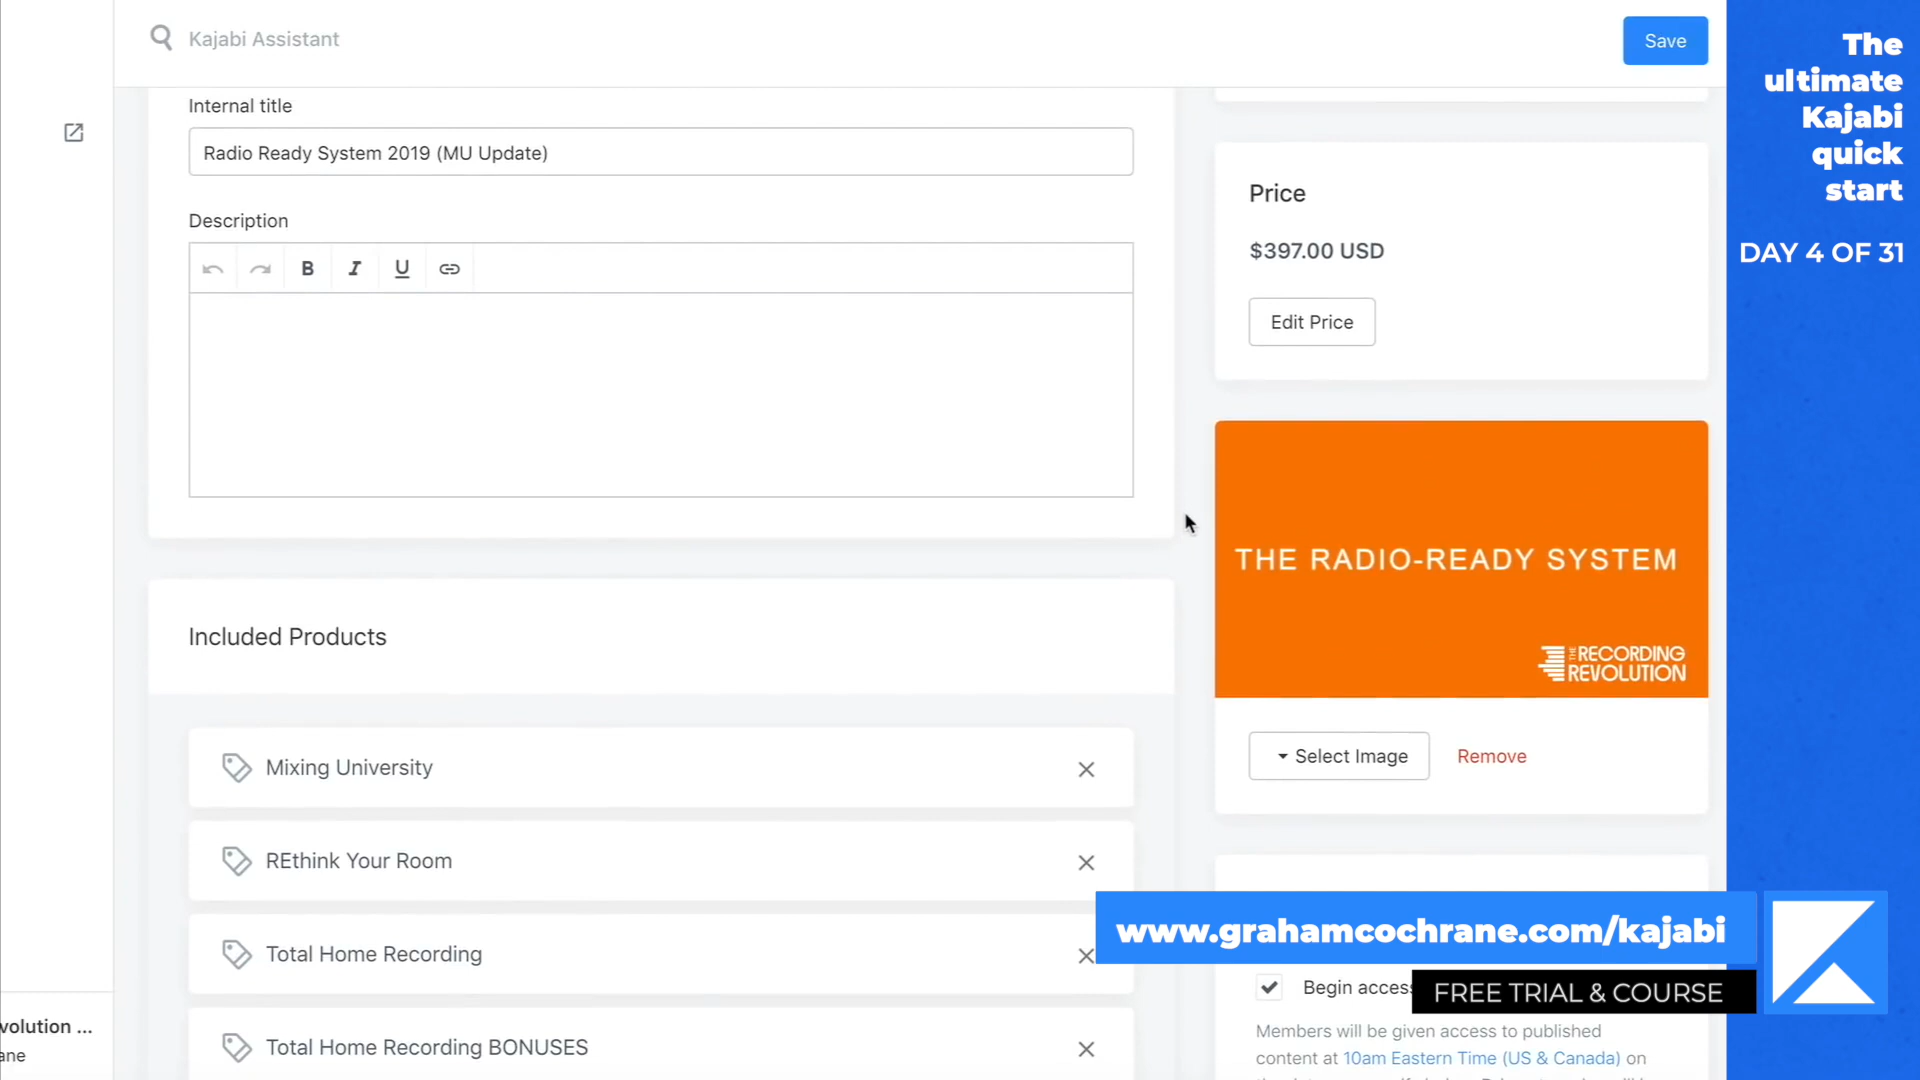 Kajabi Assistant
Save
Internal title
Radio Ready System 2019 (MU Update)
Description
B I U
Included Products
Mixing University
REthink Your Room
Total Home Recording
Total Home Recording BONUSES
volution ...
ane
Price
$397.00 USD
Edit Price
THE RADIO-READY SYSTEM
THE RECORDING
REVOLUTION
Select Image
Remove
Begin access
Members will be given access to published
content at 10am Eastern Time (US & Canada) on
The
ultimate
Kajabi
quick
start
DAY 4 OF 31
www.grahamcochrane.com/kajabi
FREE TRIAL & COURSE